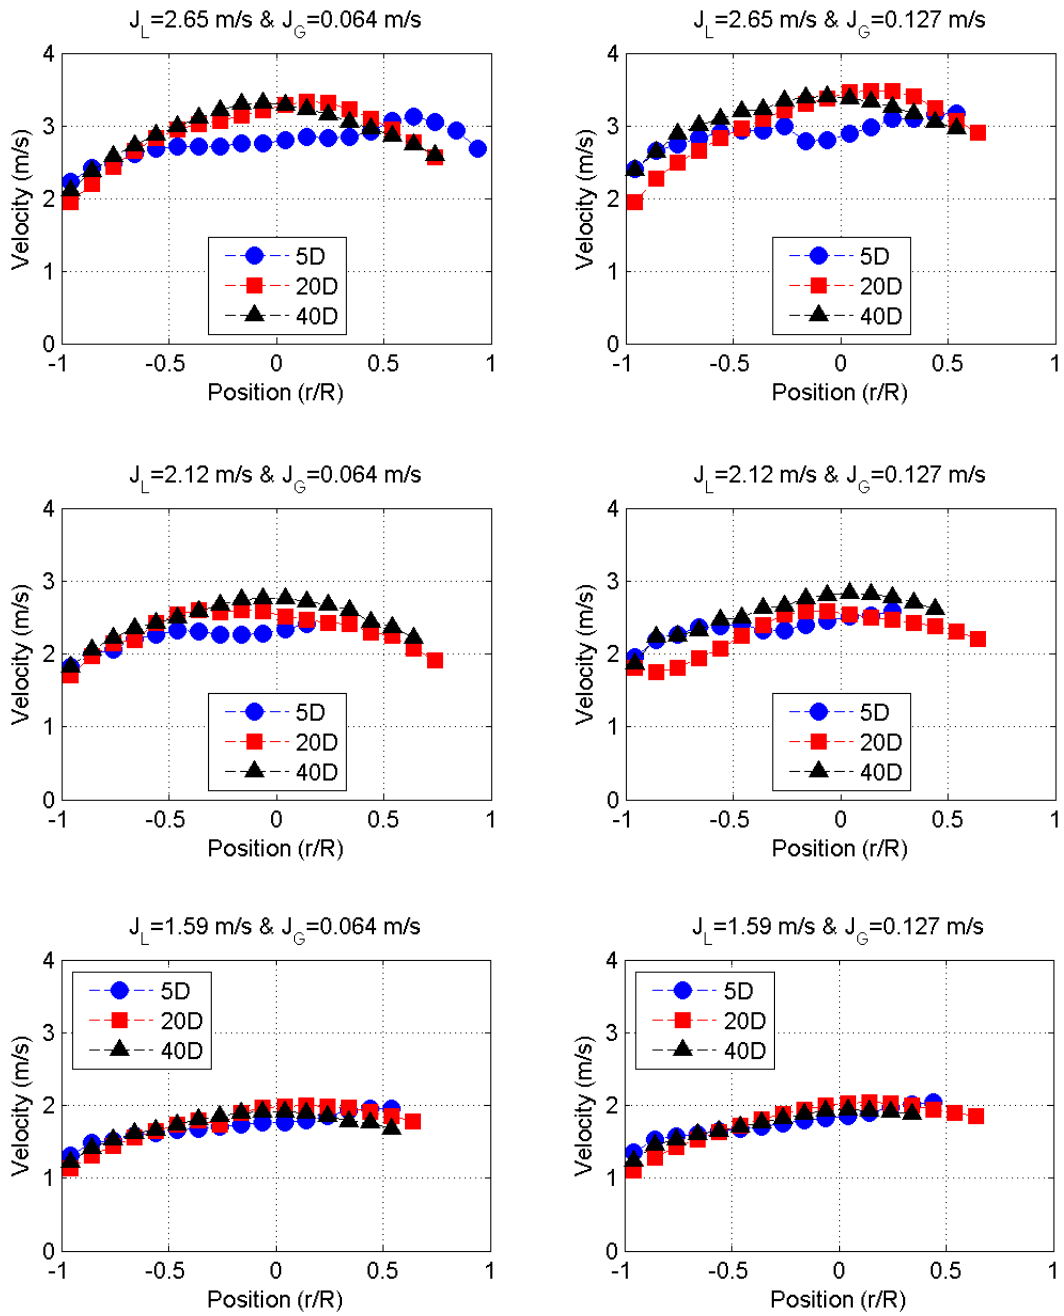 J_L=2.65 m/s & J_G=0.064 m/s
4
3
2
1
0
Velocity (m/s)
5D
20D
40D
-1 -0.5 0 0.5 1
Position (r/R)
J_L=2.65 m/s & J_G=0.127 m/s
4
3
2
1
0
Velocity (m/s)
5D
20D
40D
-1 -0.5 0 0.5 1
Position (r/R)
J_L=2.12 m/s & J_G=0.064 m/s
4
3
2
1
0
Velocity (m/s)
5D
20D
40D
-1 -0.5 0 0.5 1
Position (r/R)
J_L=2.12 m/s & J_G=0.127 m/s
4
3
2
1
0
Velocity (m/s)
5D
20D
40D
-1 -0.5 0 0.5 1
Position (r/R)
J_L=1.59 m/s & J_G=0.064 m/s
4
3
2
1
0
Velocity (m/s)
5D
20D
40D
-1 -0.5 0 0.5 1
Position (r/R)
J_L=1.59 m/s & J_G=0.127 m/s
4
3
2
1
0
Velocity (m/s)
5D
20D
40D
-1 -0.5 0 0.5 1
Position (r/R)